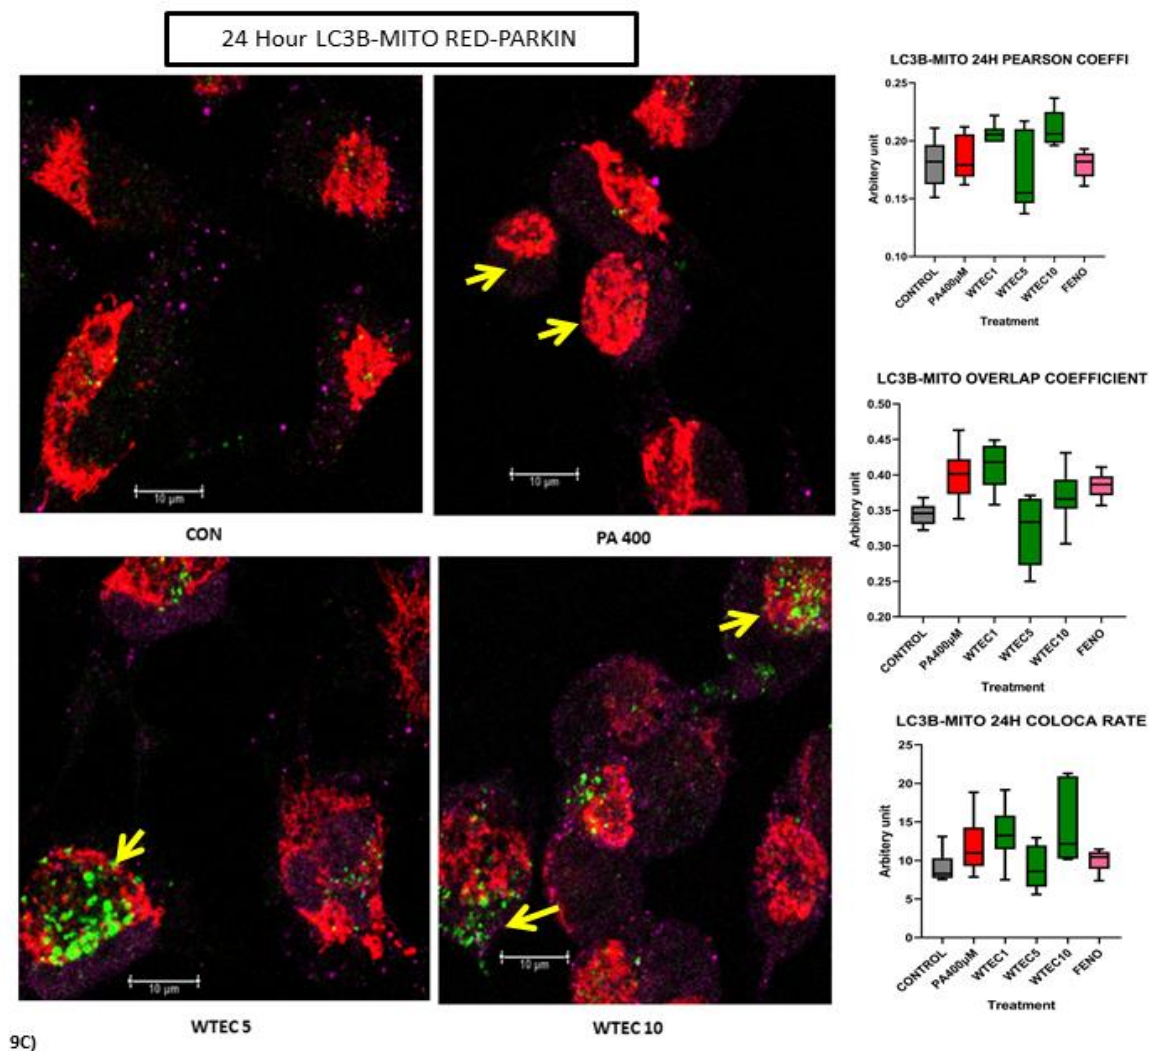 24 Hour LC3B-MITO RED-PARKIN
10 µm
CON
10 µm
PA 400
10 µm
WTEC 5
10 µm
WTEC 10
9C)
LC3B-MITO 24H PEARSON COEFFI
Arbitery unit
0.25
0.20
0.15
0.10
CONTROL
PA400µM
WTEC1
WTEC5
WTEC10
FENO
Treatment
LC3B-MITO OVERLAP COEFFICIENT
Arbitery unit
0.50
0.45
0.40
0.35
0.30
0.25
0.20
CONTROL
PA400µM
WTEC1
WTEC5
WTEC10
FENO
Treatment
LC3B-MITO 24H COLOCA RATE
Arbitery unit
25
20
15
10
5
0
CONTROL
PA400µM
WTEC1
WTEC5
WTEC10
FENO
Treatment